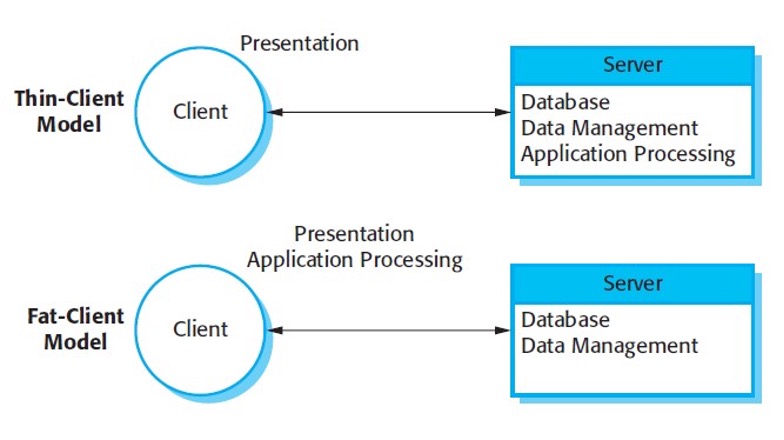 Presentation
Thin-Client
Model
Client
Server
Database
Data Management
Application Processing
Presentation
Application Processing
Fat-Client
Model
Client
Server
Database
Data Management